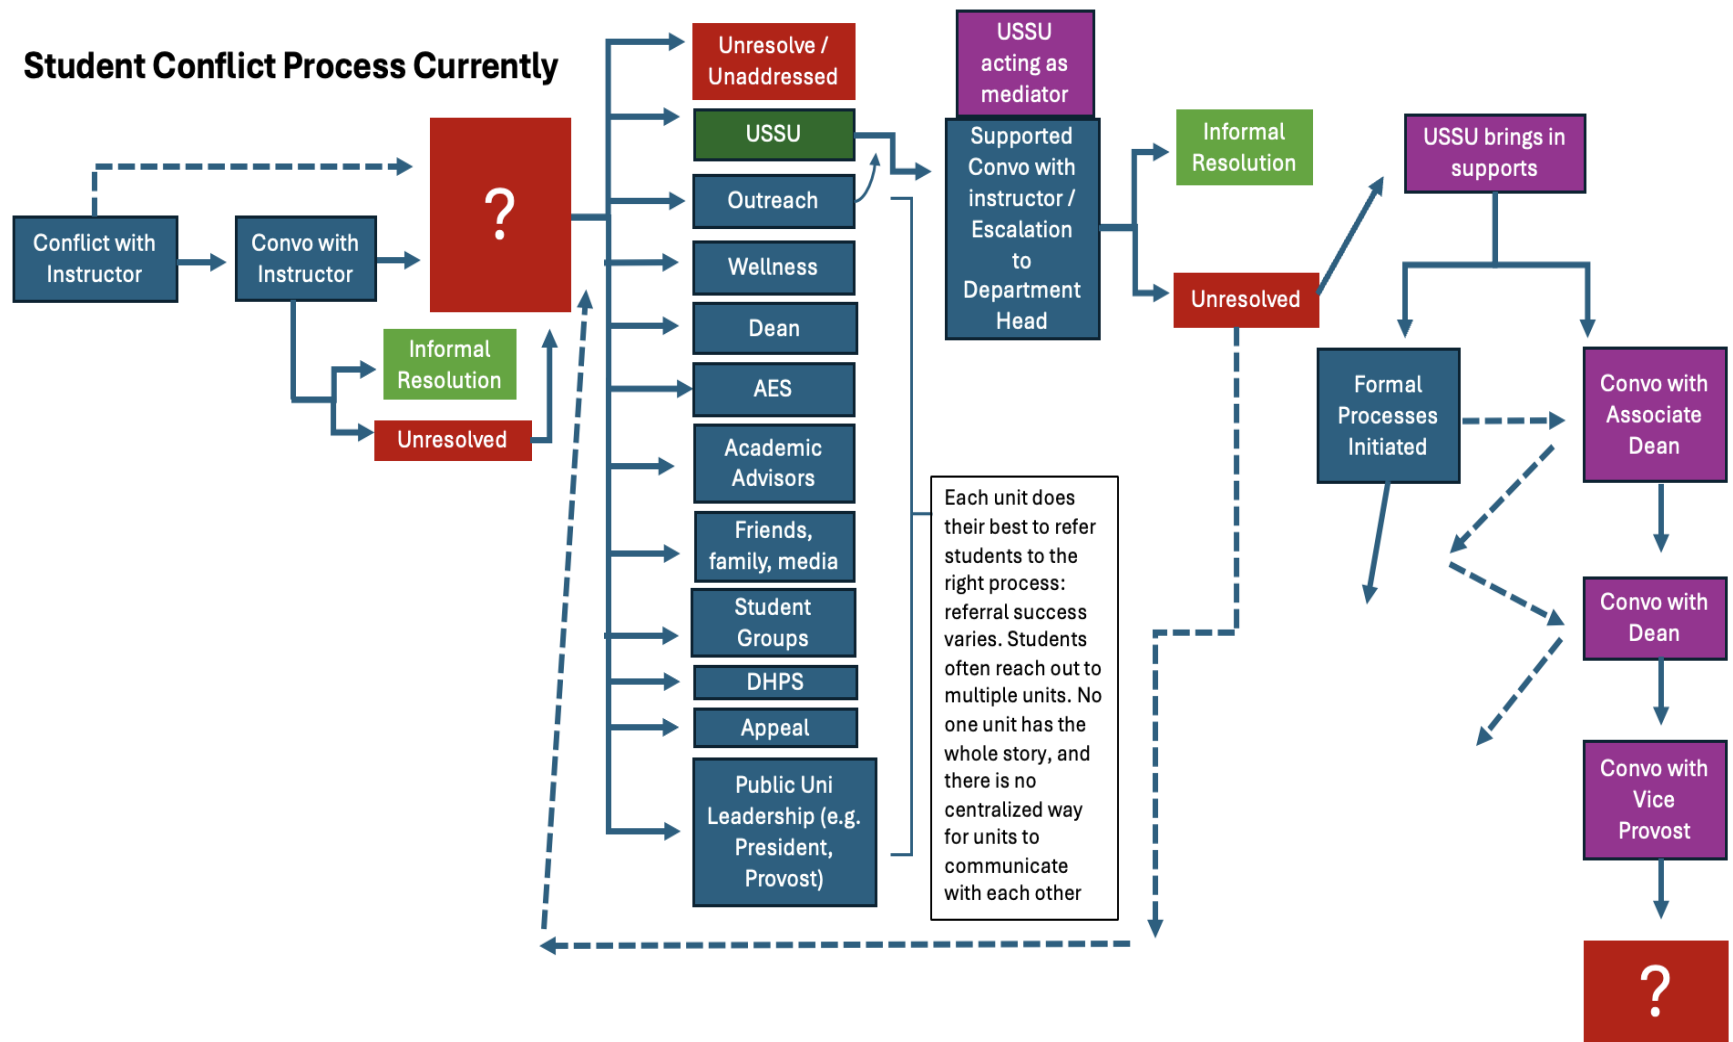 Student Conflict Process Currently
Conflict with
Instructor
Convo with
Instructor
?
Informal
Resolution
Unresolved
Unresolve /
Unaddressed
USSU
Outreach
Wellness
Dean
AES
Academic
Advisors
Friends,
family, media
Student
Groups
DHPS
Appeal
Public Uni
Leadership (e.g.
President,
Provost)
USSU
acting as
mediator
Supported
Convo with
instructor /
Escalation
to
Department
Head
Each unit does
their best to refer
students to the
right process:
referral success
varies. Students
often reach out to
multiple units. No
one unit has the
whole story, and
there is no
centralized way
for units to
communicate
with each other
Informal
Resolution
Unresolved
USSU brings in
supports
Formal
Processes
Initiated
Convo with
Associate
Dean
Convo with
Dean
Convo with
Vice
Provost
?